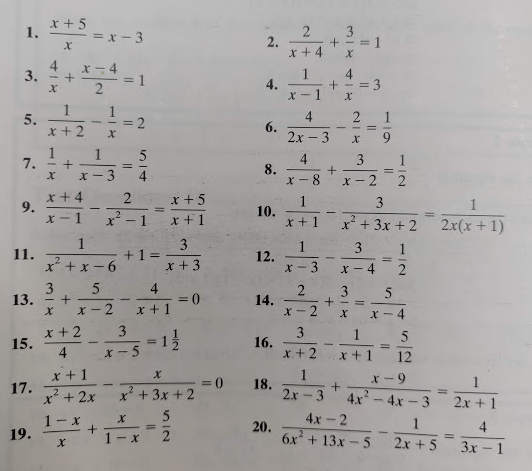 1. (x + 5)/x = x − 3
2. 2/(x + 4) + 3/x = 1
3. 4/x + (x − 4)/2 = 1
4. 1/(x − 1) + 4/x = 3
5. 1/(x + 2) − 1/x = 2
6. 4/(2x − 3) − 2/x = 1/9
7. 1/x + 1/(x − 3) = 5/4
8. 4/(x − 8) + 3/(x − 2) = 1/2
9. (x + 4)/(x − 1) − 2/(x² − 1) = (x + 5)/(x + 1)
10. 1/(x + 1) − 3/(x² + 3x + 2) = 1/(2x(x + 1))
11. 1/(x² + x − 6) + 1 = 3/(x + 3)
12. 1/(x − 3) − 3/(x − 4) = 1/2
13. 3/x + 5/(x − 2) − 4/(x + 1) = 0
14. 2/(x − 2) + 3/x = 5/(x − 4)
15. (x + 2)/4 − 3/(x − 5) = 1 1/2
16. 3/(x + 2) − 1/(x + 1) = 5/12
17. (x + 1)/(x² + 2x) − x/(x² + 3x + 2) = 0
18. 1/(2x − 3) + (x − 9)/(4x² − 4x − 3) = 1/(2x + 1)
19. (1 − x)/x + x/(1 − x) = 5/2
20. (4x − 2)/(6x² + 13x − 5) − 1/(2x + 5) = 4/(3x − 1)